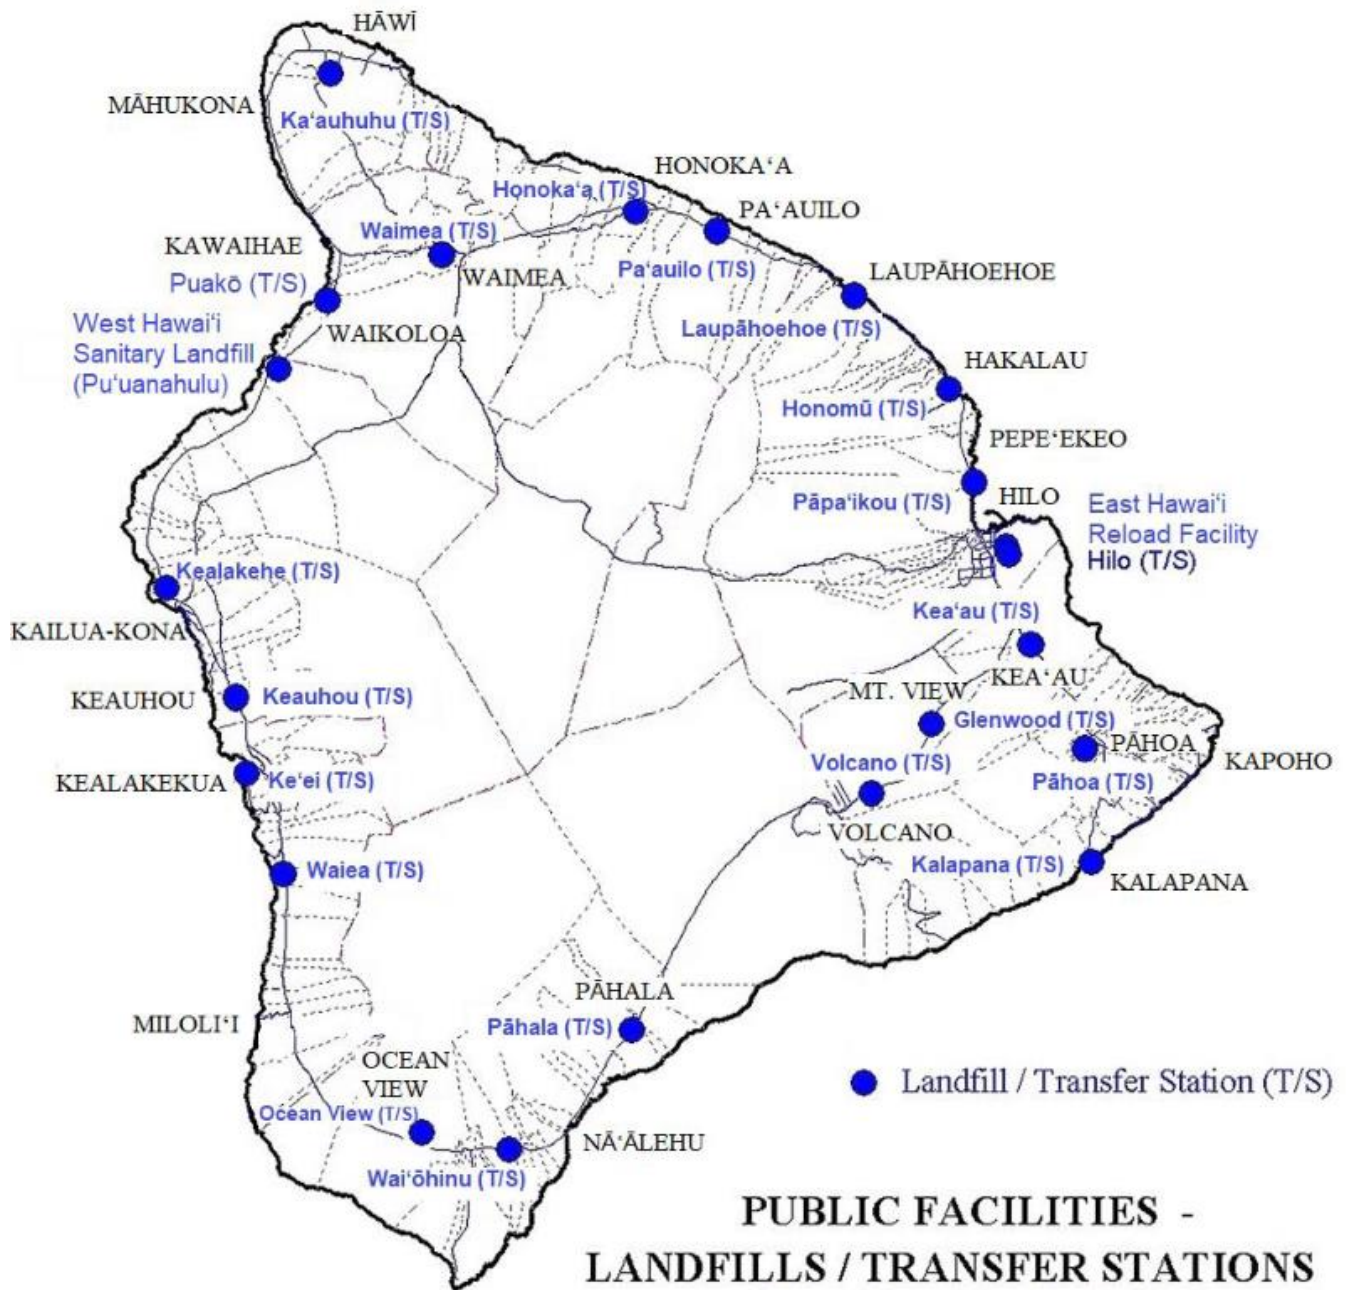 HĀWĪ
MĀHUKONA
Ka‘auhuhu (T/S)
HONOKA‘A
Honoka‘a (T/S)
PA‘AUILO
KAWAIHAE
Waimea (T/S)
WAIMEA
Pa‘auilo (T/S)
LAUPĀHOEHOE
Puakō (T/S)
WAIKOLOA
Laupāhoehoe (T/S)
West Hawai‘i
Sanitary Landfill
(Pu‘uanahulu)
HAKALAU
Honomū (T/S)
PEPE‘EKEO
Pāpa‘ikou (T/S)
HILO
East Hawai‘i
Reload Facility
Hilo (T/S)
Kealakehe (T/S)
KAILUA-KONA
Kea‘au (T/S)
KEA‘AU
KEAUHOU
Keauhou (T/S)
MT. VIEW
Glenwood (T/S)
PĀHOA
KAPOHO
KEALAKEKUA
Ke‘ei (T/S)
Volcano (T/S)
Pāhoa (T/S)
VOLCANO
Waiea (T/S)
Kalapana (T/S)
KALAPANA
PĀHALA
MILOLI‘I
Pāhala (T/S)
OCEAN
VIEW
Ocean View (T/S)
Landfill / Transfer Station (T/S)
NĀ‘ĀLEHU
Wai‘ōhinu (T/S)
PUBLIC FACILITIES -
LANDFILLS / TRANSFER STATIONS